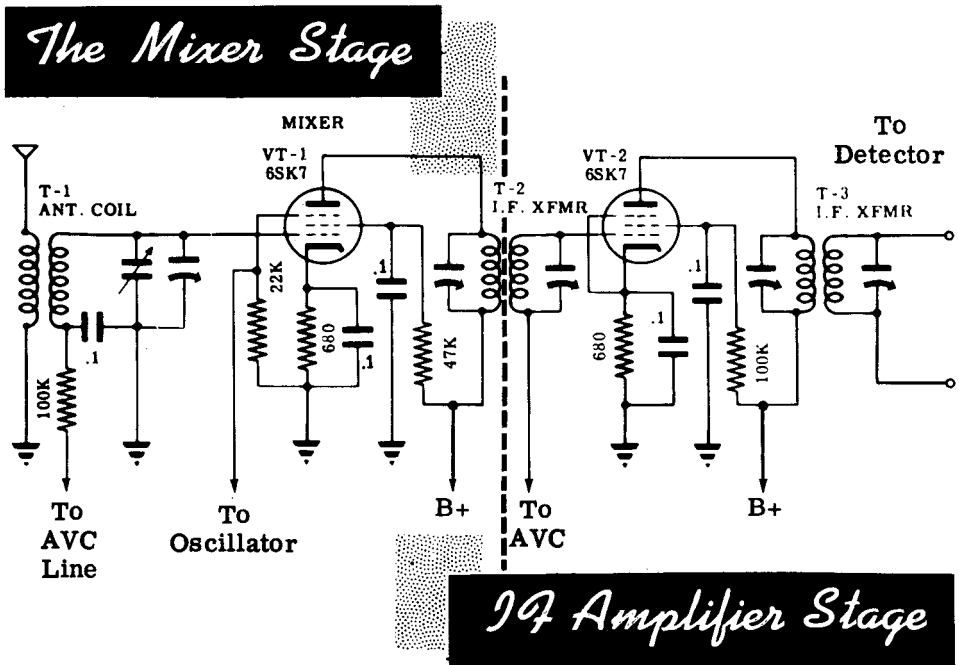 The Mixer Stage
MIXER
VT-1
6SK7
T-1
ANT. COIL
T-2
I.F. XFMR
VT-2
6SK7
To
Detector
T-3
I.F. XFMR
22K
680
.1
.1
47K
.1
100K
680
.1
.1
100K
To
AVC
Line
To
Oscillator
B+
To
AVC
B+
IF Amplifier Stage